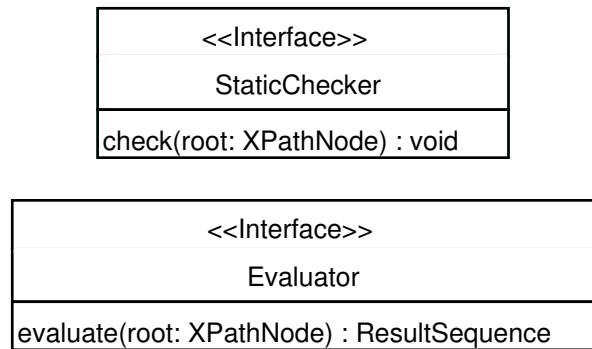 <<Interface>>
StaticChecker
check(root: XPathNode) : void
<<Interface>>
Evaluator
evaluate(root: XPathNode) : ResultSequence